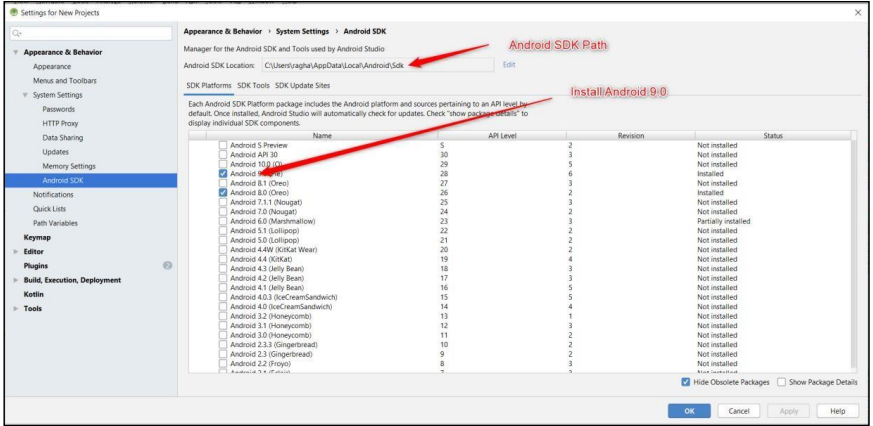 Settings for New Projects
Appearance & Behavior
Appearance
Menus and Toolbars
System Settings
Passwords
HTTP Proxy
Data Sharing
Updates
Memory Settings
Android SDK
Notifications
Quick Lists
Path Variables
Keymap
Editor
Plugins 2
Build, Execution, Deployment
Kotlin
Tools
Appearance & Behavior › System Settings › Android SDK
Manager for the Android SDK and Tools used by Android Studio
Android SDK Path
Android SDK Location: C:\Users\ragha\AppData\Local\Android\Sdk Edit
SDK Platforms SDK Tools SDK Update Sites
Install Android 9.0
Each Android SDK Platform package includes the Android platform and sources pertaining to an API level by
default. Once installed, Android Studio will automatically check for updates. Check "show package details" to
display individual SDK components.
Name API Level Revision Status
Android S Preview S 2 Not installed
Android API 30 30 3 Not installed
Android 10.0 (Q) 29 5 Not installed
Android 28 6 Installed
Android 8.1 (Oreo) 27 3 Not installed
Android 8.0 (Oreo) 26 2 Installed
Android 7.1.1 (Nougat) 25 3 Not installed
Android 7.0 (Nougat) 24 2 Not installed
Android 6.0 (Marshmallow) 23 3 Partially installed
Android 5.1 (Lollipop) 22 2 Not installed
Android 5.0 (Lollipop) 21 2 Not installed
Android 4.4W (KitKat Wear) 20 2 Not installed
Android 4.4 (KitKat) 19 4 Not installed
Android 4.3 (Jelly Bean) 18 3 Not installed
Android 4.2 (Jelly Bean) 17 3 Not installed
Android 4.1 (Jelly Bean) 16 5 Not installed
Android 4.0.3 (IceCreamSandwich) 15 5 Not installed
Android 4.0 (IceCreamSandwich) 14 4 Not installed
Android 3.2 (Honeycomb) 13 1 Not installed
Android 3.1 (Honeycomb) 12 3 Not installed
Android 3.0 (Honeycomb) 11 2 Not installed
Android 2.3.3 (Gingerbread) 10 2 Not installed
Android 2.3 (Gingerbread) 9 2 Not installed
Android 2.2 (Froyo) 8 3 Not installed
Android 2.1 (Eclair) 7 3 Not installed
Hide Obsolete Packages Show Package Details
OK Cancel Apply Help